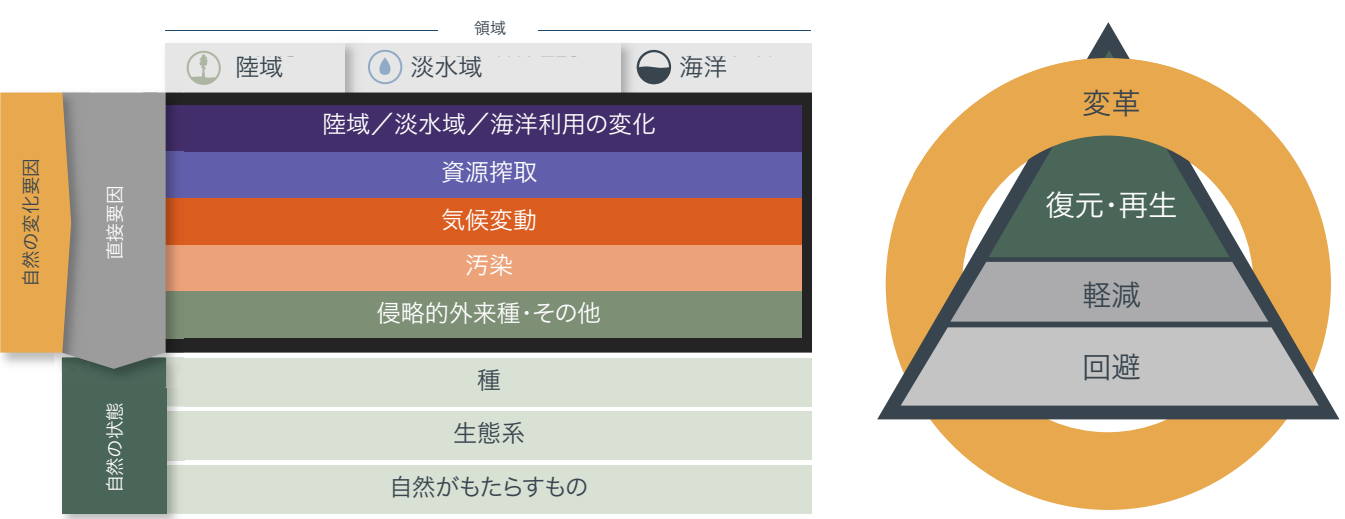 領域
陸域
淡水域
海洋
自然の変化要因
直接要因
陸域／淡水域／海洋利用の変化
資源搾取
気候変動
汚染
侵略的外来種・その他
自然の状態
種
生態系
自然がもたらすもの
変革
復元・再生
軽減
回避